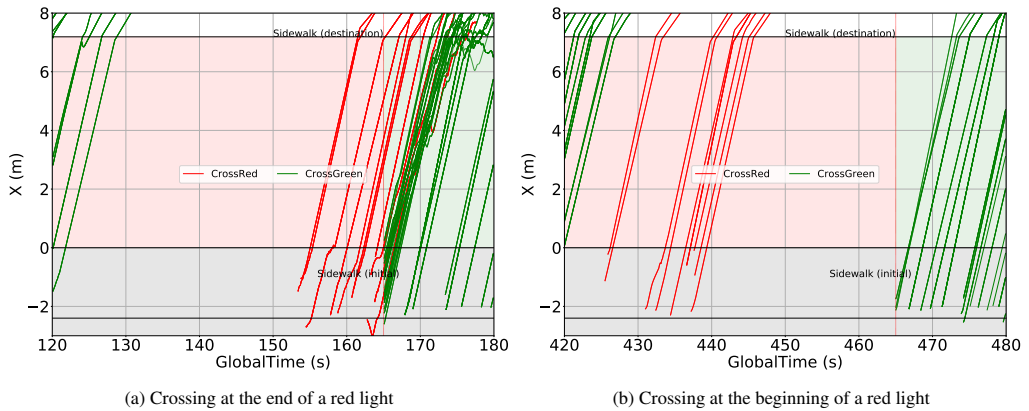 8
6
4
2
0
−2
X (m)
Sidewalk (destination)
CrossRed
CrossGreen
Sidewalk (initial)
120 130 140 150 160 170 180
GlobalTime (s)
(a) Crossing at the end of a red light
8
6
4
2
0
−2
X (m)
Sidewalk (destination)
CrossRed
CrossGreen
Sidewalk (initial)
420 430 440 450 460 470 480
GlobalTime (s)
(b) Crossing at the beginning of a red light